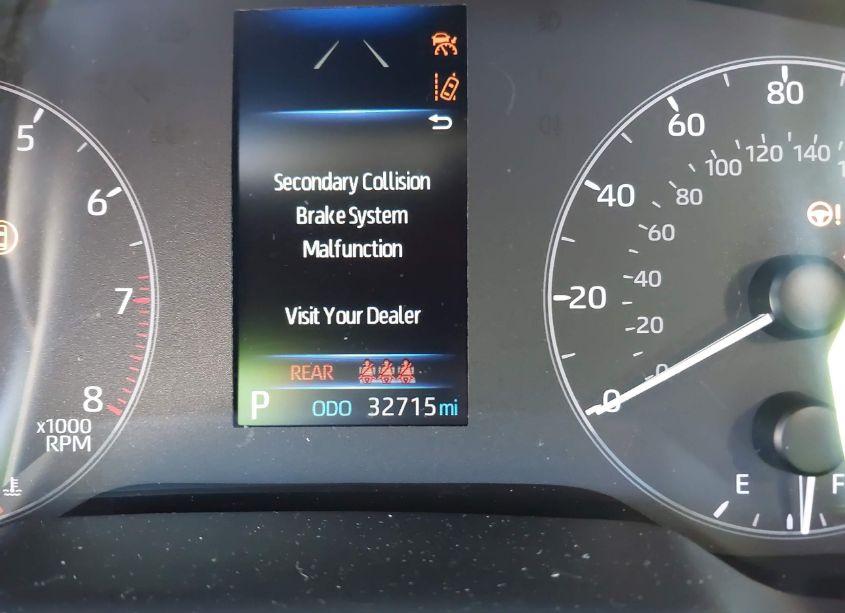 5
6
7
8
x1000
RPM
Secondary Collision
Brake System
Malfunction
Visit Your Dealer
REAR
P ODO 32715 mi
80
60
40
20
0
100 120 140
80
60
40
20
0
E F